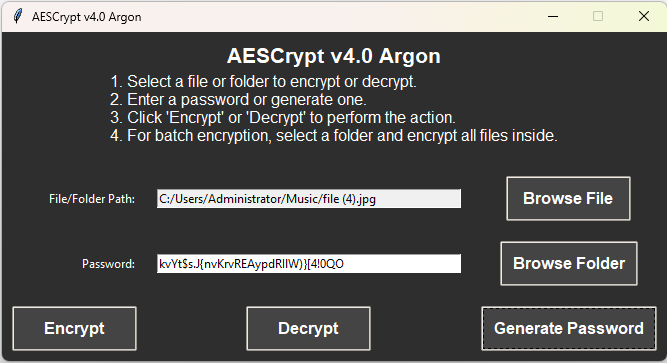 AESCrypt v4.0 Argon
AESCrypt v4.0 Argon
1. Select a file or folder to encrypt or decrypt.
2. Enter a password or generate one.
3. Click 'Encrypt' or 'Decrypt' to perform the action.
4. For batch encryption, select a folder and encrypt all files inside.
File/Folder Path:
C:/Users/Administrator/Music/file (4).jpg
Browse File
Password:
kvYt$s.J{nvKrvREAypdRIIW)}[4!0QO
Browse Folder
Encrypt
Decrypt
Generate Password